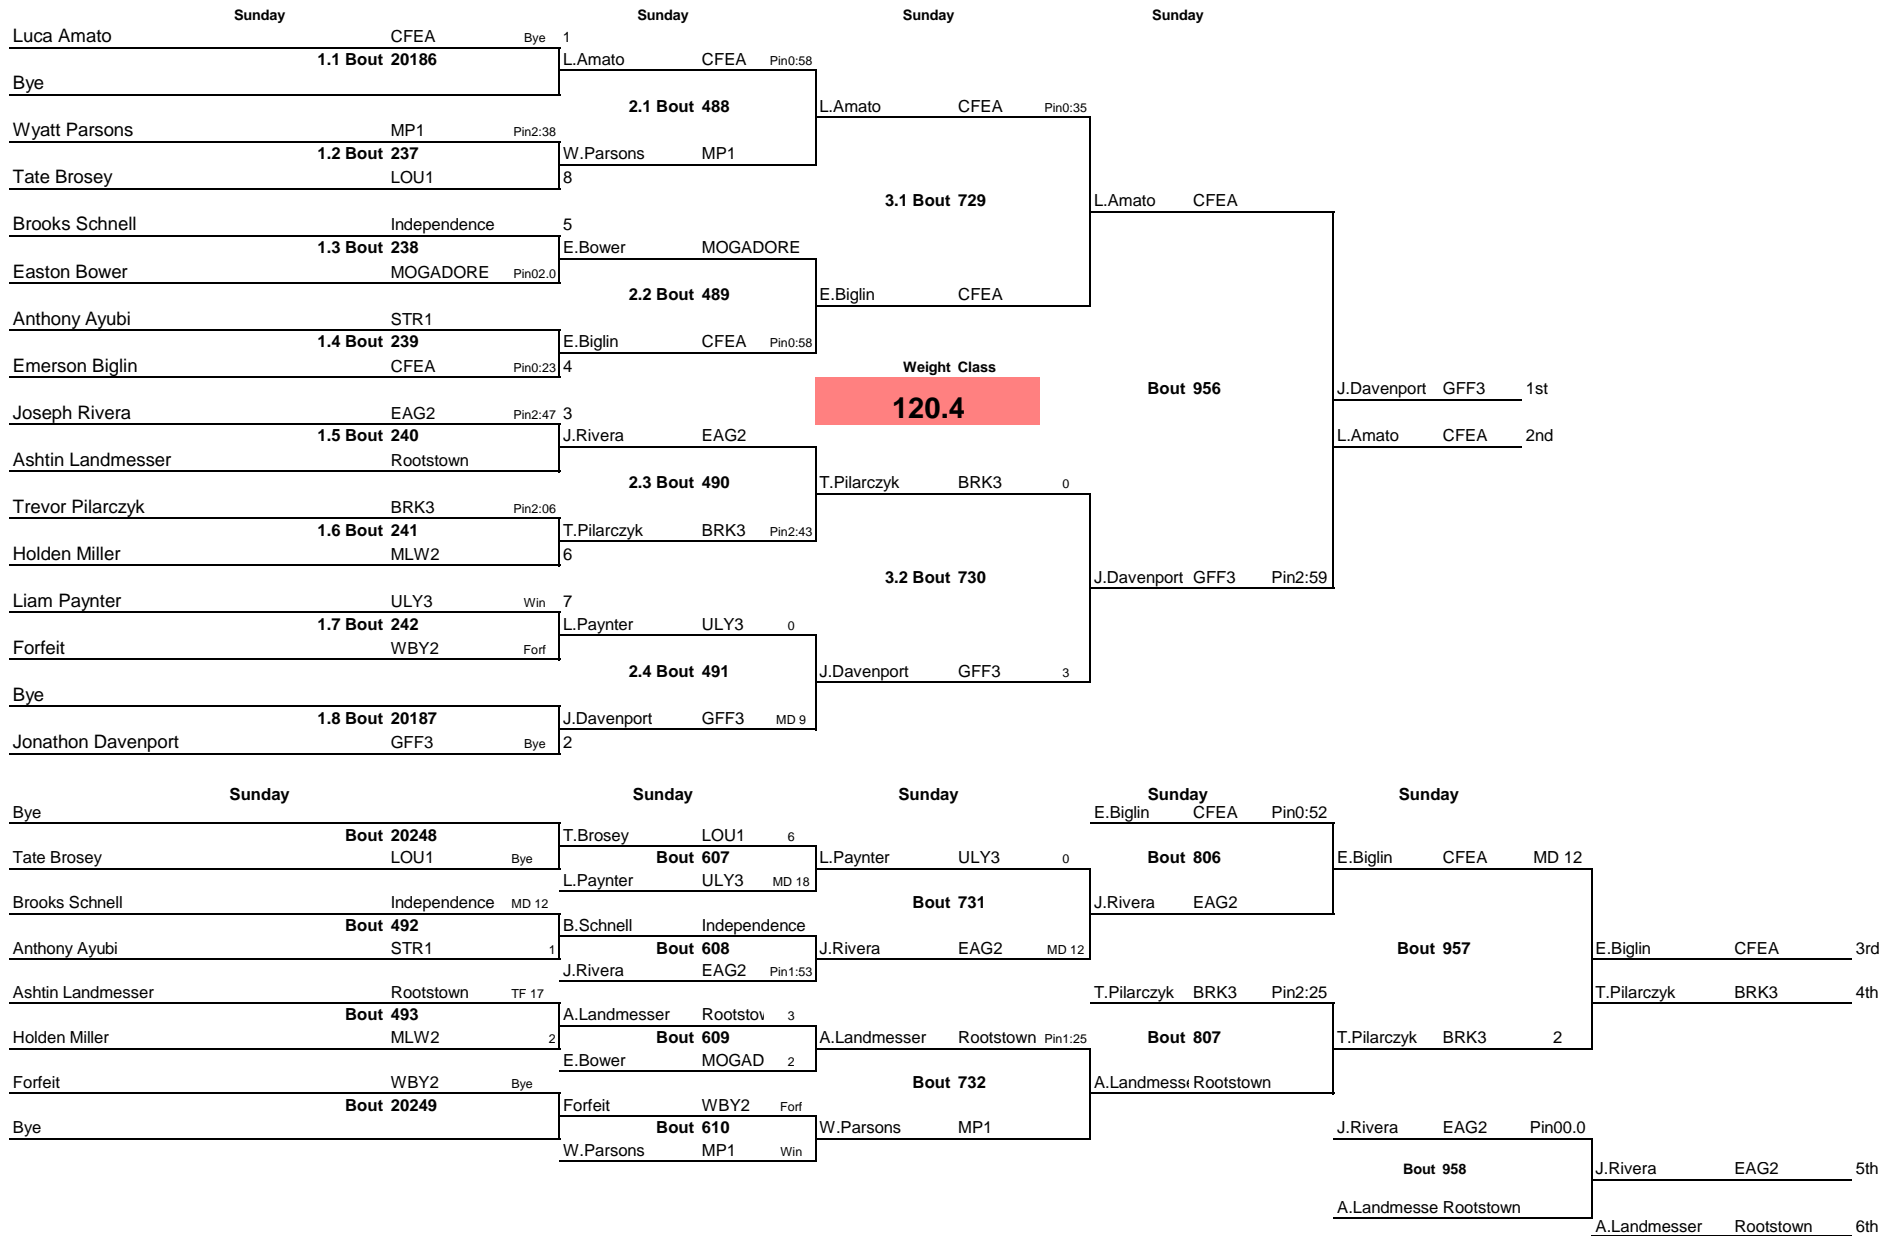 Sunday Sunday Sunday Sunday
Luca Amato CFEA Bye 1
1.1 Bout 20186 L.Amato CFEA Pin0:58
Bye
2.1 Bout 488 L.Amato CFEA Pin0:35
Wyatt Parsons MP1 Pin2:38
1.2 Bout 237 W.Parsons MP1
Tate Brosey LOU1 8
3.1 Bout 729 L.Amato CFEA
Brooks Schnell Independence 5
1.3 Bout 238 E.Bower MOGADORE
Easton Bower MOGADORE Pin02.0
2.2 Bout 489 E.Biglin CFEA
Anthony Ayubi STR1
1.4 Bout 239 E.Biglin CFEA Pin0:58
Emerson Biglin CFEA Pin0:23 4 Weight Class
Bout 956 J.Davenport GFF3 1st
Joseph Rivera EAG2 Pin2:47 3 120.4
1.5 Bout 240 J.Rivera EAG2 L.Amato CFEA 2nd
Ashtin Landmesser Rootstown
2.3 Bout 490 T.Pilarczyk BRK3 0
Trevor Pilarczyk BRK3 Pin2:06
1.6 Bout 241 T.Pilarczyk BRK3 Pin2:43
Holden Miller MLW2 6
3.2 Bout 730 J.Davenport GFF3 Pin2:59
Liam Paynter ULY3 Win 7
1.7 Bout 242 L.Paynter ULY3 0
Forfeit WBY2 Forf
2.4 Bout 491 J.Davenport GFF3 3
Bye
1.8 Bout 20187 J.Davenport GFF3 MD 9
Jonathon Davenport GFF3 Bye 2
Sunday Sunday Sunday Sunday Sunday
Bye E.Biglin CFEA Pin0:52
Bout 20248 T.Brosey LOU1 6
Tate Brosey LOU1 Bye Bout 607 L.Paynter ULY3 0 Bout 806 E.Biglin CFEA MD 12
L.Paynter ULY3 MD 18
Brooks Schnell Independence MD 12 Bout 731 J.Rivera EAG2
Bout 492 B.Schnell Independence
Anthony Ayubi STR1 1 Bout 608 J.Rivera EAG2 MD 12 Bout 957 E.Biglin CFEA 3rd
J.Rivera EAG2 Pin1:53
Ashtin Landmesser Rootstown TF 17 T.Pilarczyk BRK3 Pin2:25 T.Pilarczyk BRK3 4th
Bout 493 A.Landmesser Rootstov 3
Holden Miller MLW2 2 Bout 609 A.Landmesser Rootstown Pin1:25 Bout 807 T.Pilarczyk BRK3 2
E.Bower MOGAD 2
Forfeit WBY2 Bye Bout 732 A.Landmess Rootstown
Bout 20249 Forfeit WBY2 Forf
Bye Bout 610 W.Parsons MP1 J.Rivera EAG2 Pin00.0
W.Parsons MP1 Win
Bout 958 J.Rivera EAG2 5th
A.Landmesse Rootstown
A.Landmesser Rootstown 6th